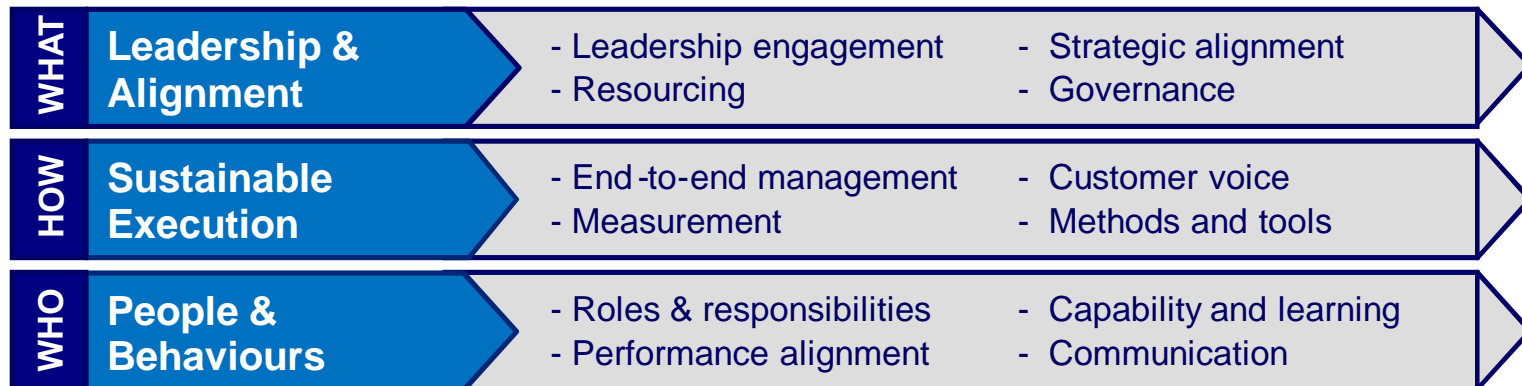 WHAT
Leadership &
Alignment
- Leadership engagement
- Resourcing
- Strategic alignment
- Governance
HOW
Sustainable
Execution
- End-to-end management
- Measurement
- Customer voice
- Methods and tools
WHO
People &
Behaviours
- Roles & responsibilities
- Performance alignment
- Capability and learning
- Communication